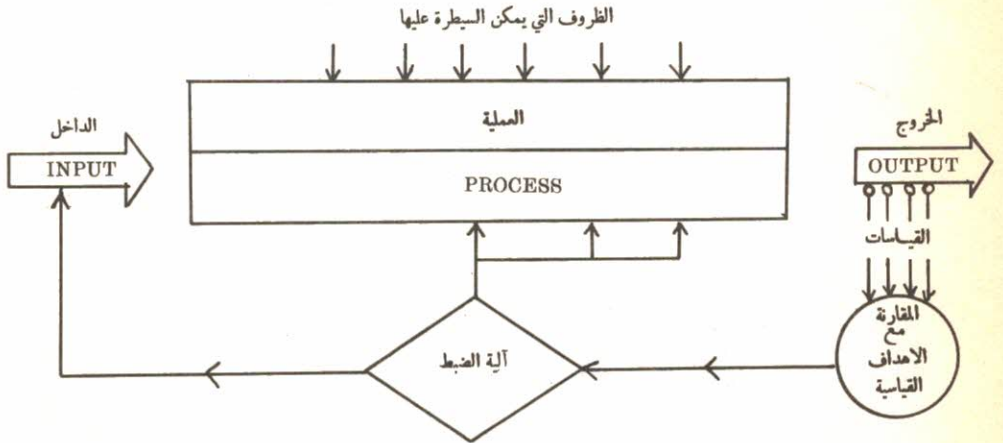 الظروف التي يمكن السيطرة عليها
العملية
PROCESS
الداخل
INPUT
الخروج
OUTPUT
القياسات
المقارنة
مع
الاهداف
القياسية
آلية الضبط